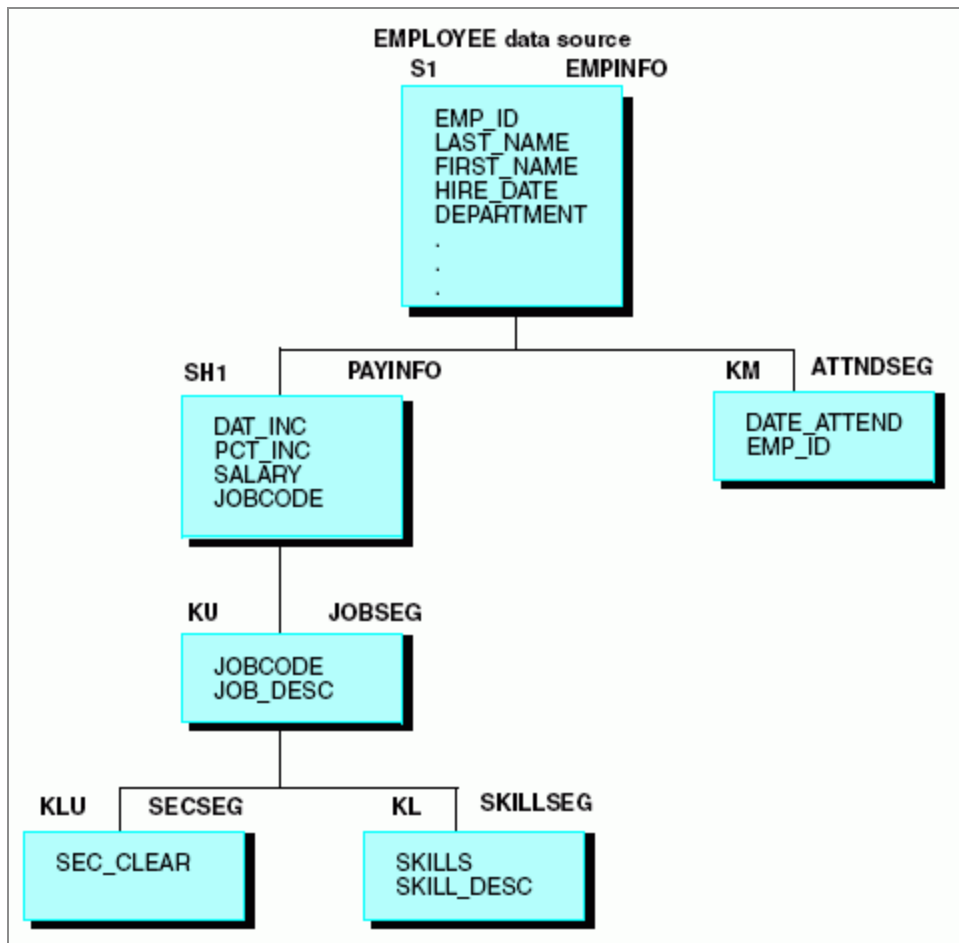 EMPLOYEE data source
S1 EMPINFO
EMP_ID
LAST_NAME
FIRST_NAME
HIRE_DATE
DEPARTMENT
.
.
.
SH1 PAYINFO
DAT_INC
PCT_INC
SALARY
JOBCODE
KM ATTNDSEG
DATE_ATTEND
EMP_ID
KU JOBSEG
JOBCODE
JOB_DESC
KLU SECSEG
SEC_CLEAR
KL SKILLSEG
SKILLS
SKILL_DESC